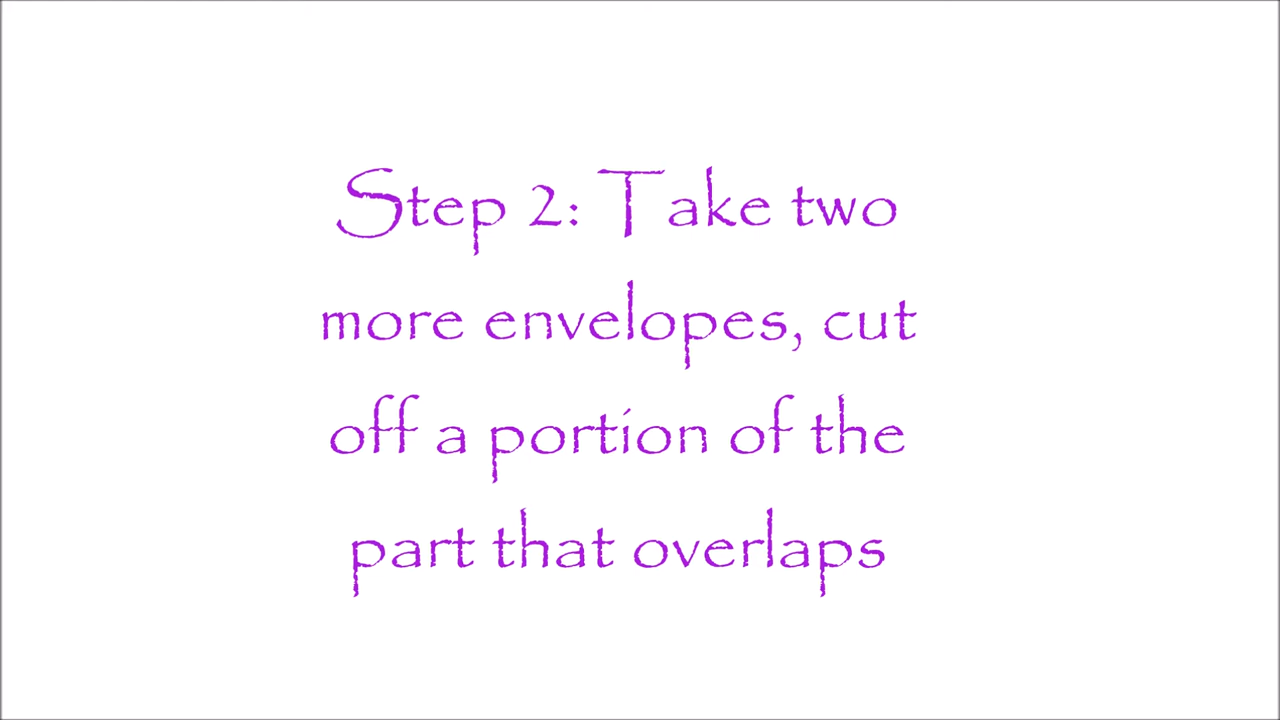 Step 2: Take two
more envelopes, cut
off a portion of the
part that overlaps